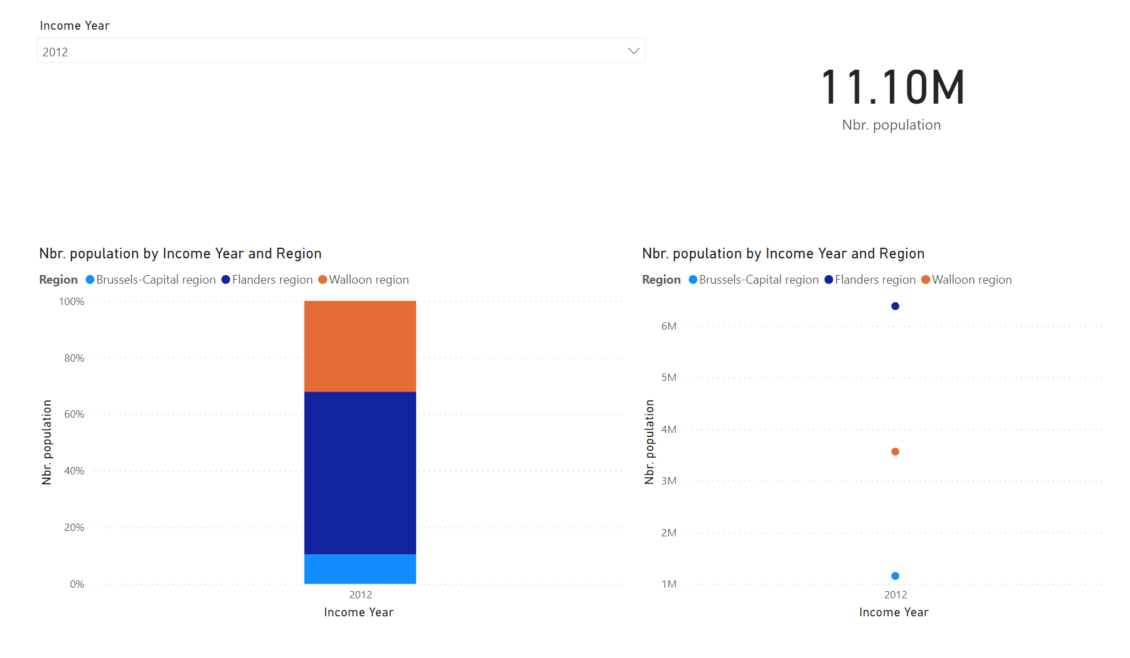 Income Year
2012
11.10M
Nbr. population
Nbr. population by Income Year and Region
Region Brussels-Capital region Flanders region Walloon region
100%
80%
60%
40%
20%
0%
Nbr. population
2012
Income Year
Nbr. population by Income Year and Region
Region Brussels-Capital region Flanders region Walloon region
6M
5M
4M
3M
2M
1M
Nbr. population
2012
Income Year